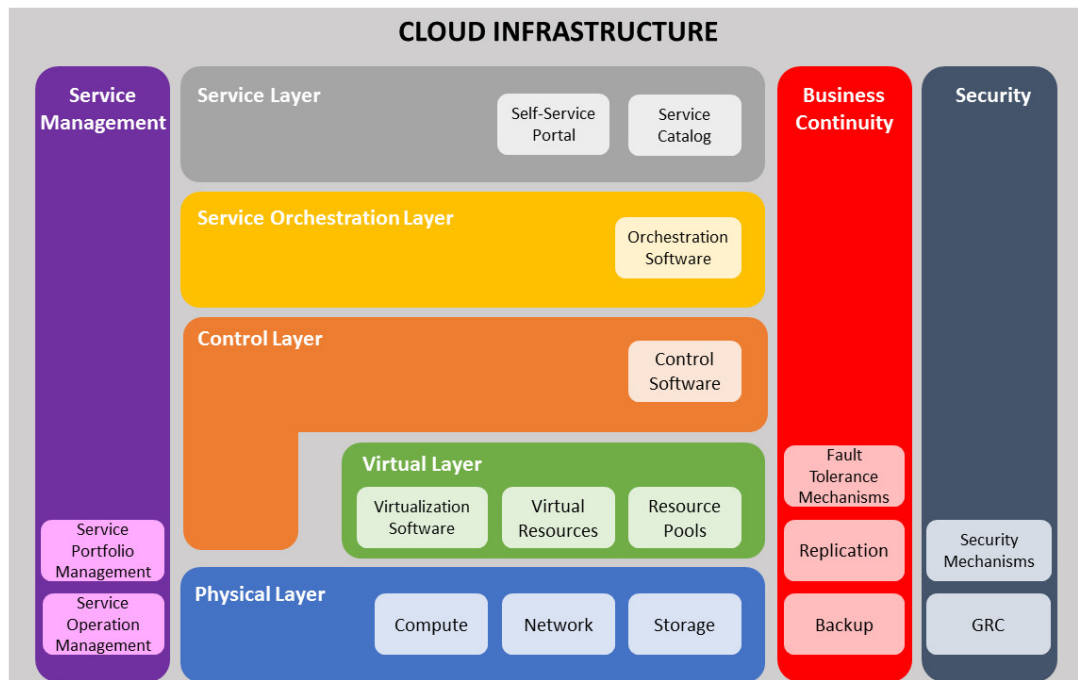 CLOUD INFRASTRUCTURE
Service
Management
Service
Portfolio
Management
Service
Operation
Management
Service Layer
Self-Service
Portal
Service
Catalog
Service Orchestration Layer
Orchestration
Software
Control Layer
Control
Software
Virtual Layer
Virtualization
Software
Virtual
Resources
Resource
Pools
Physical Layer
Compute
Network
Storage
Business
Continuity
Fault
Tolerance
Mechanisms
Replication
Backup
Security
Security
Mechanisms
GRC